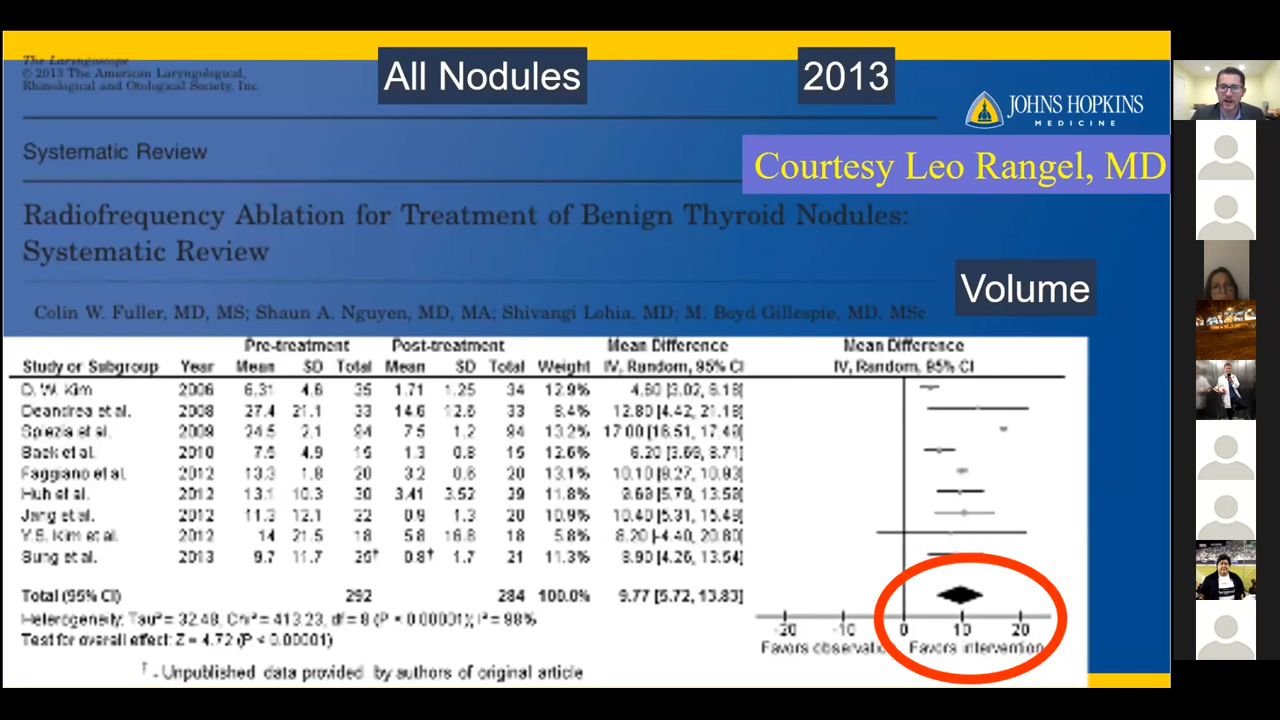 The Laryngoscope
© 2013 The American Laryngological,
Rhinological and Otological Society, Inc.
All Nodules
2013
JOHNS HOPKINS
MEDICINE
Systematic Review
Courtesy Leo Rangel, MD
Radiofrequency Ablation for Treatment of Benign Thyroid Nodules:
Systematic Review
Volume
Colin W. Fuller, MD, MS; Shaun A. Nguyen, MD, MA; Shivangi Lohia, MD; M. Boyd Gillespie, MD, MSc
Pre-treatment Post-treatment Mean Difference Mean Difference
Study or Subgroup Year Mean SD Total Mean SD Total Weight IV, Random, 95% CI IV, Random, 95% CI
D. W. Kim 2006 6.31 4.6 35 1.71 1.25 34 12.9% 4.60 [3.02, 6.18]
Deandrea et al. 2008 27.4 21.1 33 14.6 12.6 33 8.4% 12.80 [4.42, 21.18]
Spiezia et al. 2009 24.5 2.1 94 7.5 1.2 94 13.2% 17.00 [16.51, 17.49]
Baek et al. 2010 7.5 4.9 15 1.3 0.8 15 12.6% 6.20 [3.69, 8.71]
Faggiano et al. 2012 13.3 1.8 20 3.2 0.6 20 13.1% 10.10 [9.27, 10.93]
Huh et al. 2012 13.1 10.3 30 3.41 3.52 29 11.8% 9.69 [5.79, 13.59]
Jang et al. 2012 11.3 12.1 22 0.9 1.3 20 10.9% 10.40 [5.31, 15.49]
Y.S. Kim et al. 2012 14 21.5 18 5.8 16.8 18 5.8% 8.20 [-4.40, 20.80]
Sung et al. 2013 9.7 11.7 0.8† 1.7 21 11.3% 8.90 [4.26, 13.54]
Total (95% CI) 292 284 100.0% 9.77 [5.72, 13.83]
Heterogeneity: Tau² = 32.48, Chi² = 413.23, df = 8 (P < 0.00001); I² = 98%
Test for overall effect: Z = 4.72 (P < 0.00001)
-20 -10 0 10 20
Favors observation Favors intervention
† - Unpublished data provided by authors of original article